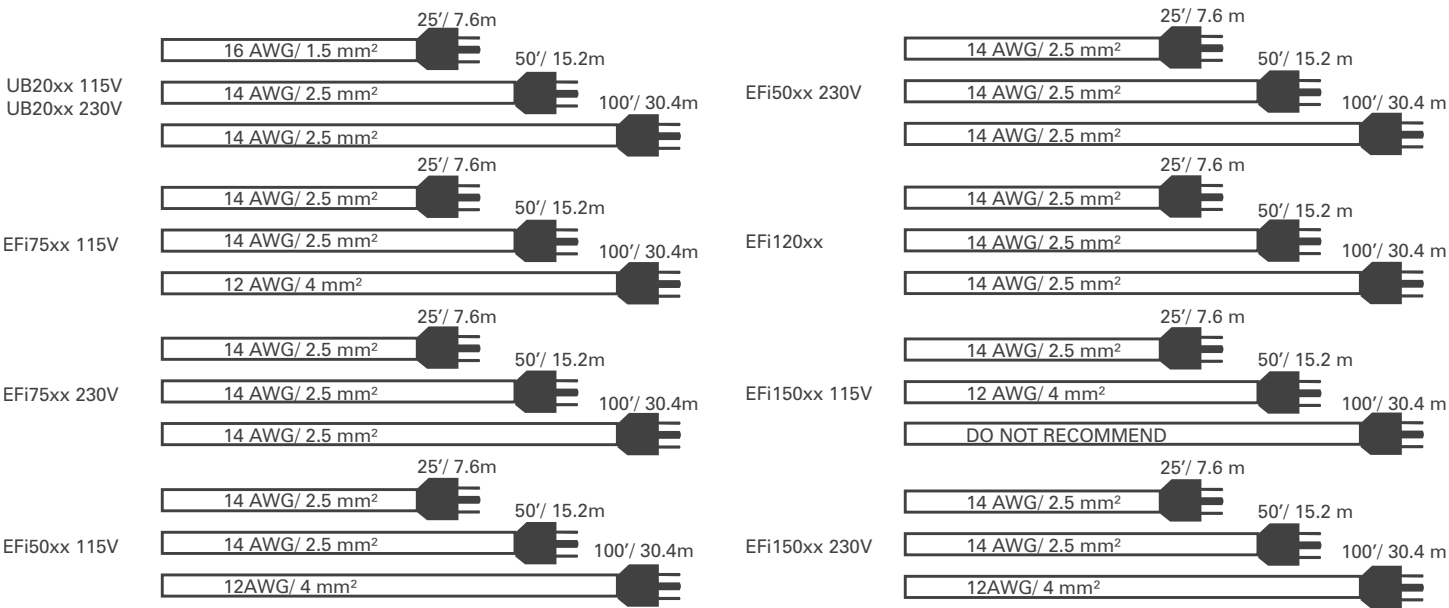 25′/ 7.6m
16 AWG/ 1.5 mm²
50′/ 15.2m
UB20xx 115V
UB20xx 230V
14 AWG/ 2.5 mm²
100′/ 30.4m
14 AWG/ 2.5 mm²
25′/ 7.6m
14 AWG/ 2.5 mm²
50′/ 15.2m
EFi75xx 115V
14 AWG/ 2.5 mm²
100′/ 30.4m
12 AWG/ 4 mm²
25′/ 7.6m
14 AWG/ 2.5 mm²
50′/ 15.2m
EFi75xx 230V
14 AWG/ 2.5 mm²
100′/ 30.4m
14 AWG/ 2.5 mm²
25′/ 7.6m
14 AWG/ 2.5 mm²
50′/ 15.2m
EFi50xx 115V
14 AWG/ 2.5 mm²
100′/ 30.4m
12AWG/ 4 mm²
25′/ 7.6 m
14 AWG/ 2.5 mm²
50′/ 15.2 m
EFi50xx 230V
14 AWG/ 2.5 mm²
100′/ 30.4 m
14 AWG/ 2.5 mm²
25′/ 7.6 m
14 AWG/ 2.5 mm²
50′/ 15.2 m
EFi120xx
14 AWG/ 2.5 mm²
100′/ 30.4 m
14 AWG/ 2.5 mm²
25′/ 7.6 m
14 AWG/ 2.5 mm²
50′/ 15.2 m
EFi150xx 115V
12 AWG/ 4 mm²
100′/ 30.4 m
DO NOT RECOMMEND
25′/ 7.6 m
14 AWG/ 2.5 mm²
50′/ 15.2 m
EFi150xx 230V
14 AWG/ 2.5 mm²
100′/ 30.4 m
12AWG/ 4 mm²